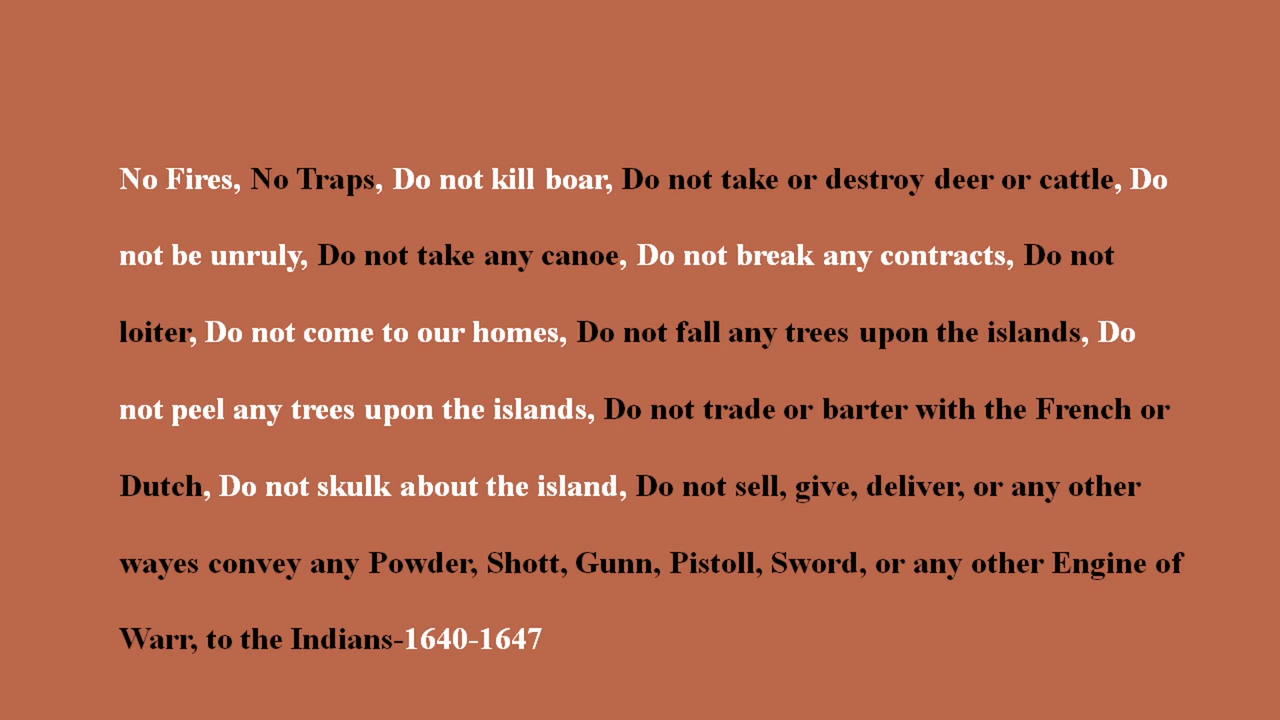 No Fires, No Traps, Do not kill boar, Do not take or destroy deer or cattle, Do
not be unruly, Do not take any canoe, Do not break any contracts, Do not
loiter, Do not come to our homes, Do not fall any trees upon the islands, Do
not peel any trees upon the islands, Do not trade or barter with the French or
Dutch, Do not skulk about the island, Do not sell, give, deliver, or any other
wayes convey any Powder, Shott, Gunn, Pistoll, Sword, or any other Engine of
Warr, to the Indians-1640-1647